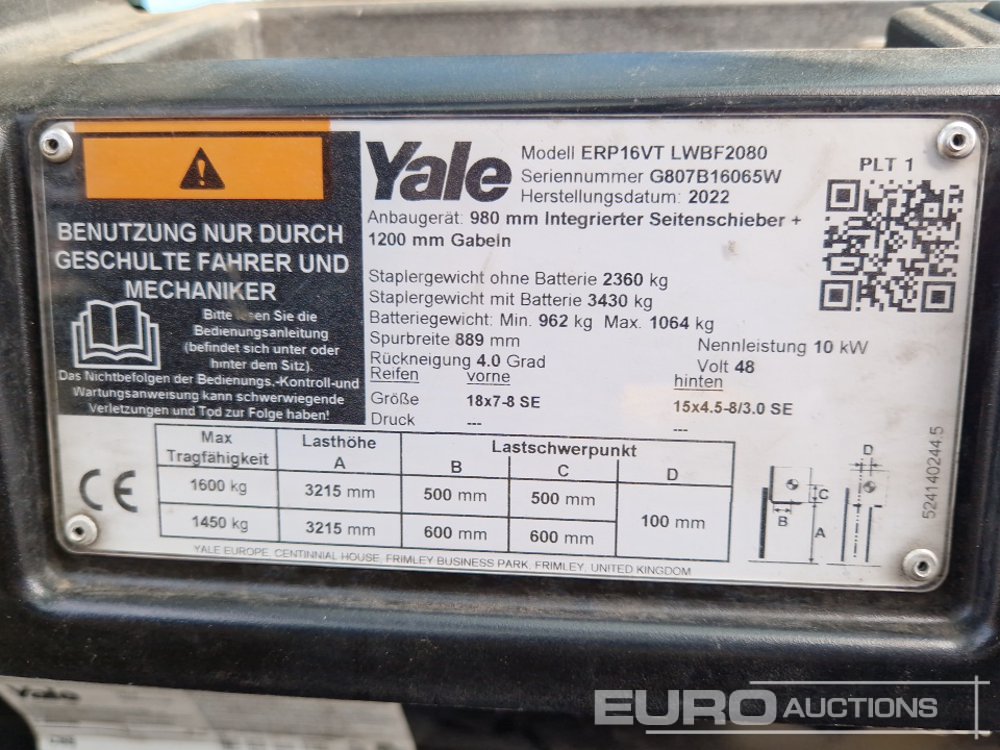 BENUTZUNG NUR DURCH
GESCHULTE FAHRER UND
MECHANIKER
Bitte lesen Sie die
Bedienungsanleitung
(befindet sich unter oder
hinter dem Sitz).
Das Nichtbefolgen der Bedienungs,-Kontroll-und
Wartungsanweisung kann schwerwiegende
Verletzungen und Tod zur Folge haben!
Yale
Modell ERP16VT LWBF2080
Seriennummer G807B16065W
Herstellungsdatum: 2022
Anbaugerät: 980 mm Integrierter Seitenschieber +
1200 mm Gabeln
PLT 1
Staplergewicht ohne Batterie 2360 kg
Staplergewicht mit Batterie 3430 kg
Batteriegewicht: Min. 962 kg Max. 1064 kg
Spurbreite 889 mm
Nennleistung 10 kW
Rückneigung 4.0 Grad
Volt 48
Reifen vorne hinten
Größe 18x7-8 SE 15x4.5-8/3.0 SE
Druck --- ---
Max Tragfähigkeit Lasthöhe A Lastschwerpunkt
B C D
1600 kg 3215 mm 500 mm 500 mm 100 mm
1450 kg 3215 mm 600 mm 600 mm
CE
D
C
B
A
524140244.5
YALE EUROPE, CENTINNIAL HOUSE, FRIMLEY BUSINESS PARK, FRIMLEY, UNITED KINGDOM
Yale
EURO AUCTIONS